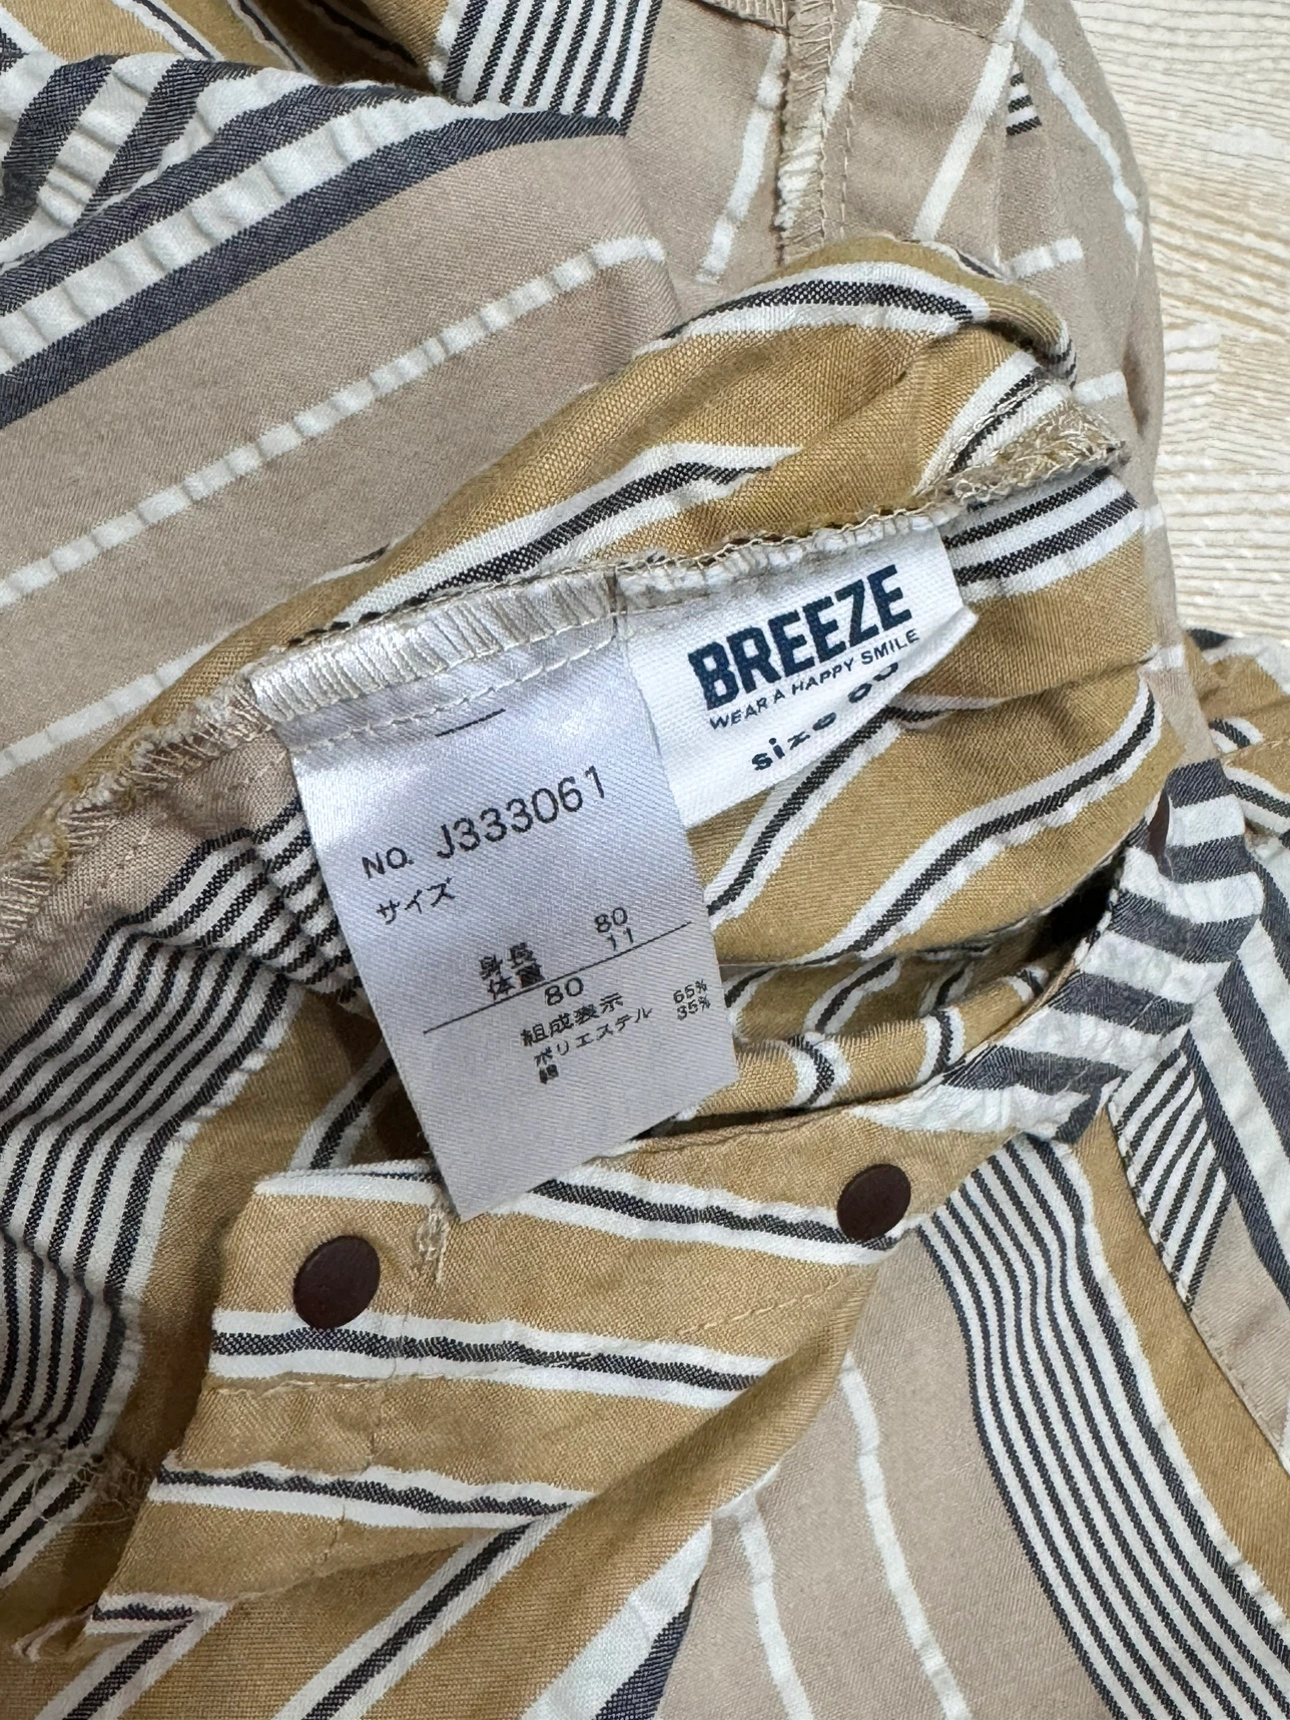 BREEZE
WEAR A HAPPY SMILE
size
NO. J333061
サイズ
身長 80
体重 11
80
組成表示
ポリエステル 65%
綿 35%